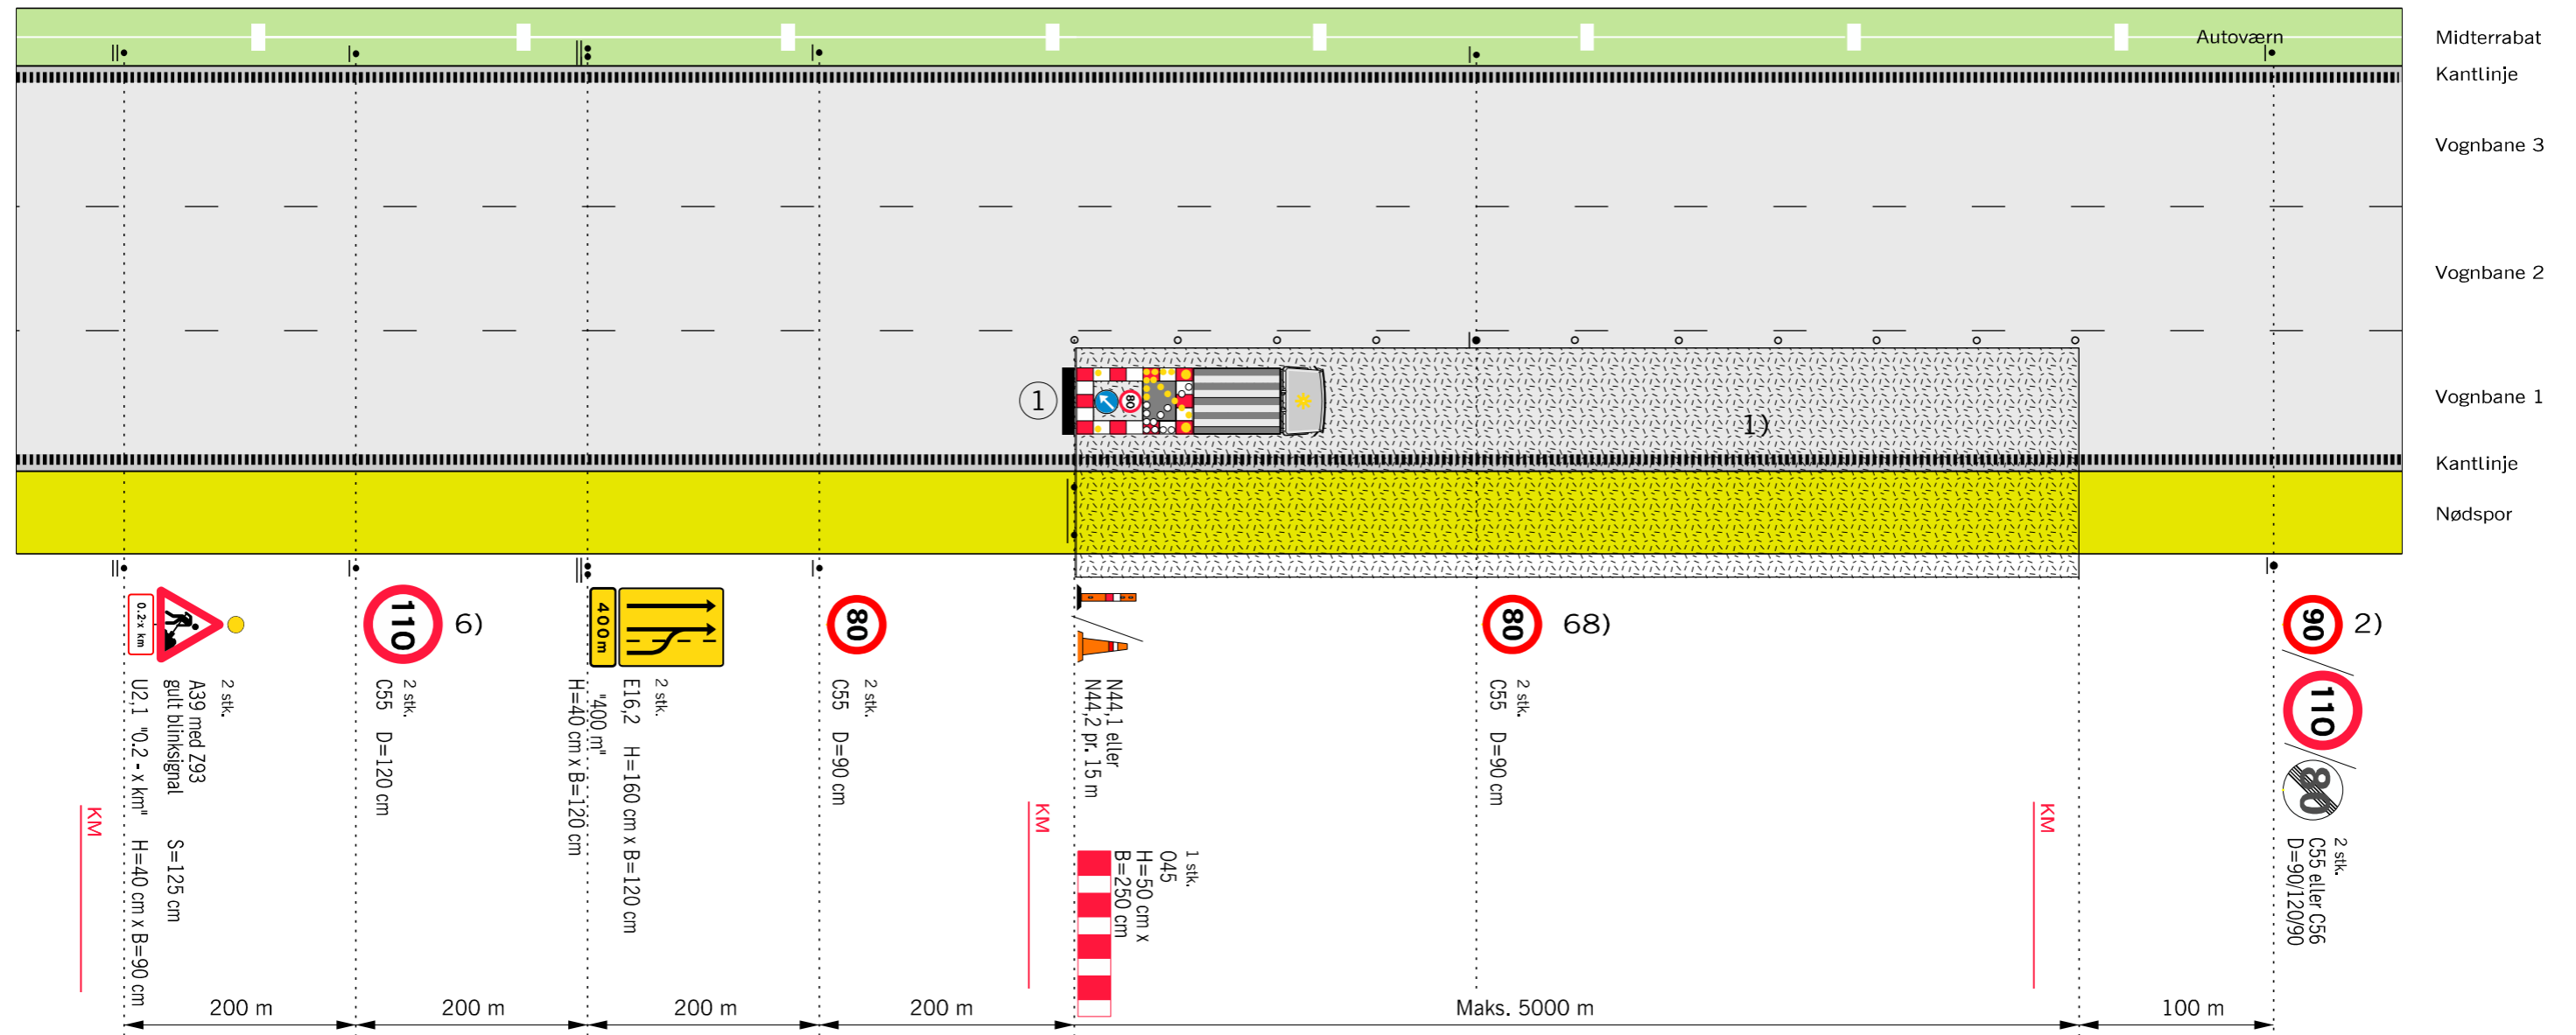 Autoværn
Midterrabat
Kantlinje
Vognbane 3
Vognbane 2
Vognbane 1
Kantlinje
Nødspor
1
80
1)
0.2-x km
2 stk.
A39 med Z93
gult blinksignal S=125 cm
U2,1 "0.2 - x km" H=40 cm x B=90 cm
KM
110
6)
2 stk.
C55 D=120 cm
400m
2 stk.
E16,2 H=160 cm x B=120 cm
"400 m"
H=40 cm x B=120 cm
80
2 stk.
C55 D=90 cm
KM
N44,1 eller
N44,2 pr. 15 m
1 stk.
O45
H=50 cm x
B=250 cm
80
68)
2 stk.
C55 D=90 cm
KM
90
2)
110
80
2 stk.
C55 eller C56
D=90/120/90
200 m
200 m
200 m
200 m
Maks. 5000 m
100 m